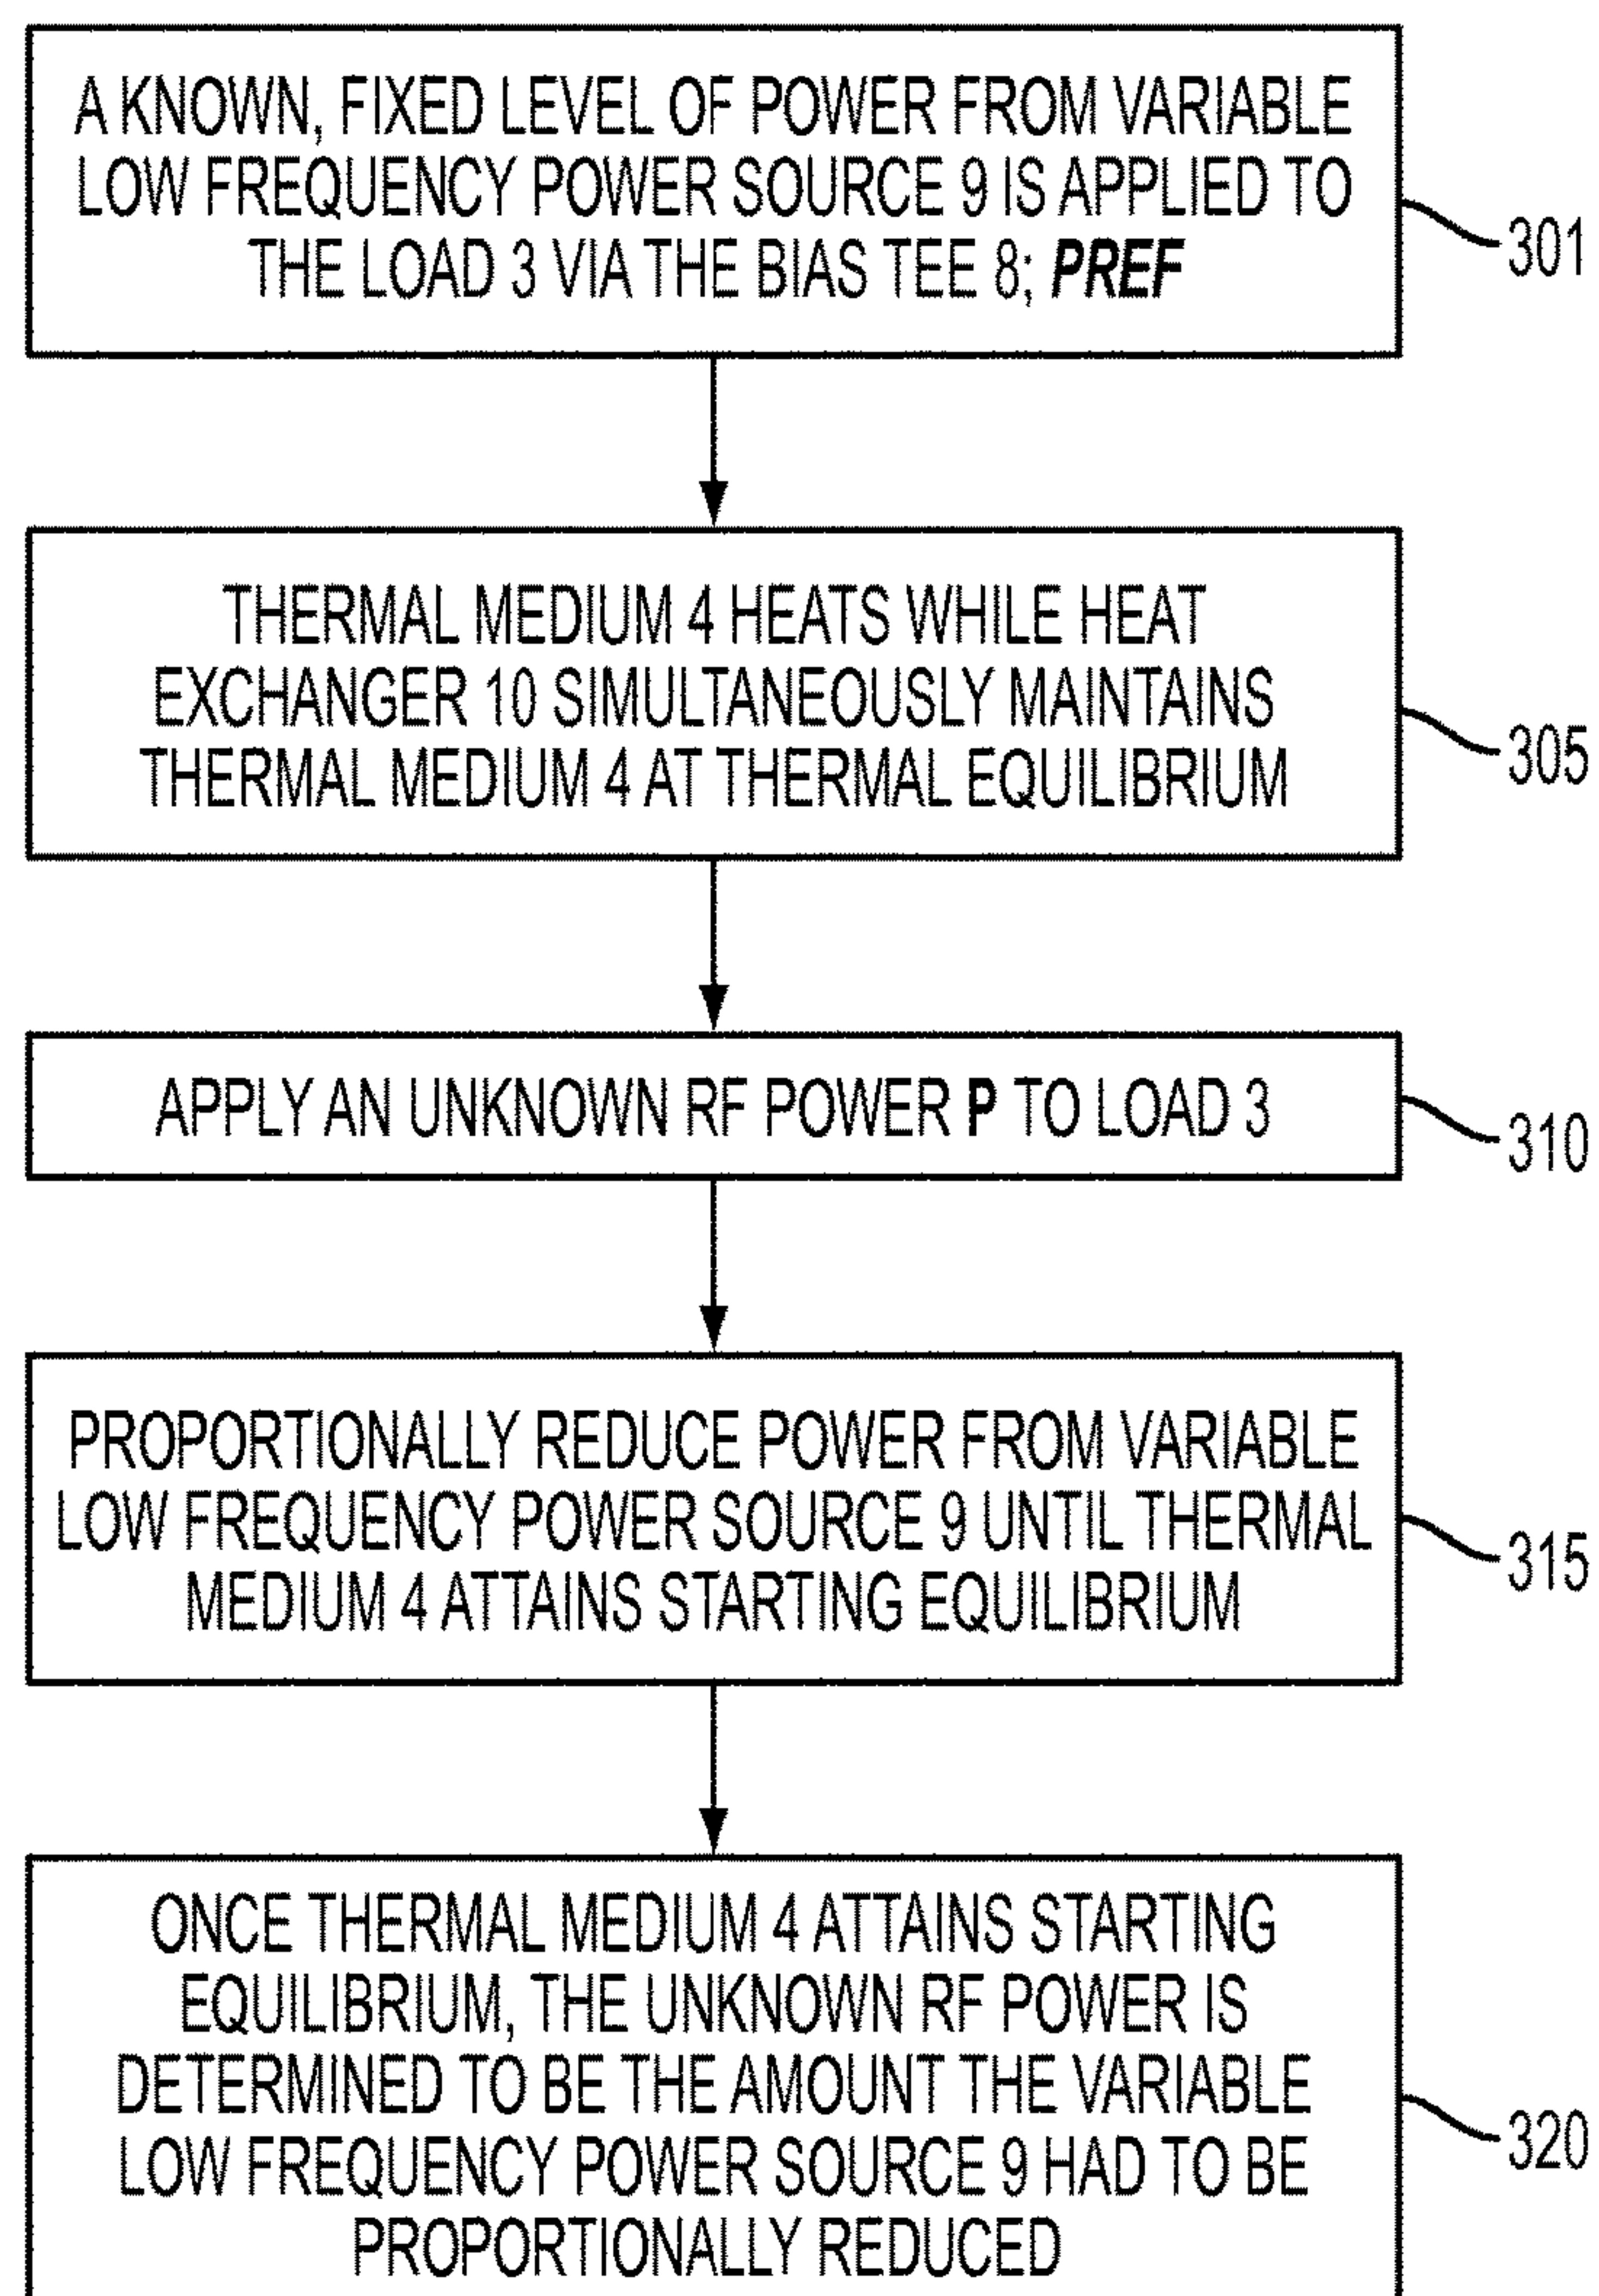 A KNOWN, FIXED LEVEL OF POWER FROM VARIABLE
LOW FREQUENCY POWER SOURCE 9 IS APPLIED TO
THE LOAD 3 VIA THE BIAS TEE 8; PREF
301
THERMAL MEDIUM 4 HEATS WHILE HEAT
EXCHANGER 10 SIMULTANEOUSLY MAINTAINS
THERMAL MEDIUM 4 AT THERMAL EQUILIBRIUM
305
APPLY AN UNKNOWN RF POWER P TO LOAD 3
310
PROPORTIONALLY REDUCE POWER FROM VARIABLE
LOW FREQUENCY POWER SOURCE 9 UNTIL THERMAL
MEDIUM 4 ATTAINS STARTING EQUILIBRIUM
315
ONCE THERMAL MEDIUM 4 ATTAINS STARTING
EQUILIBRIUM, THE UNKNOWN RF POWER IS
DETERMINED TO BE THE AMOUNT THE VARIABLE
LOW FREQUENCY POWER SOURCE 9 HAD TO BE
PROPORTIONALLY REDUCED
320